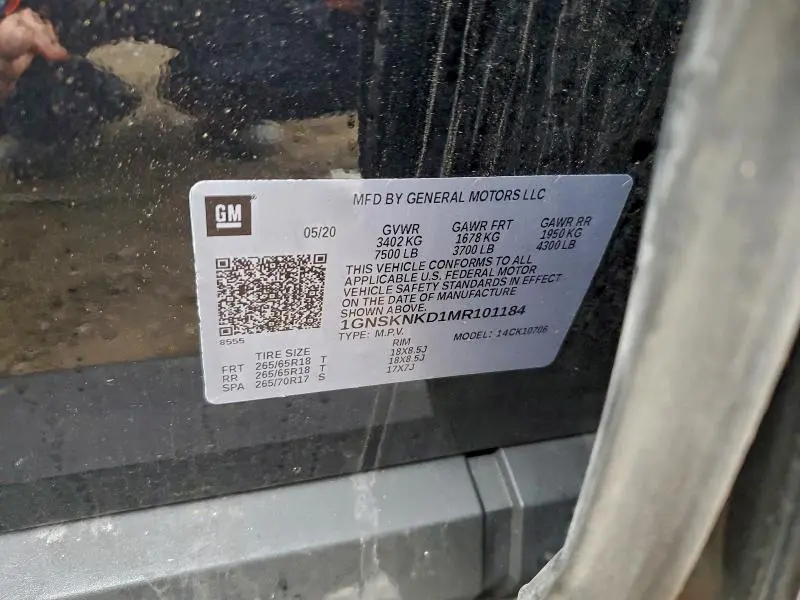 GM
MFD BY GENERAL MOTORS LLC
05/20
GVWR GAWR FRT GAWR RR
3402 KG 1678 KG 1950 KG
7500 LB 3700 LB 4300 LB
THIS VEHICLE CONFORMS TO ALL
APPLICABLE U.S. FEDERAL MOTOR
VEHICLE SAFETY STANDARDS IN EFFECT
ON THE DATE OF MANUFACTURE
1GNSKNKD1MR101184
8555
TYPE: M.P.V. MODEL: 14CK10706
TIRE SIZE RIM
FRT 265/65R18 T 18X8.5J
RR 265/65R18 T 18X8.5J
SPA 265/70R17 S 17X7J